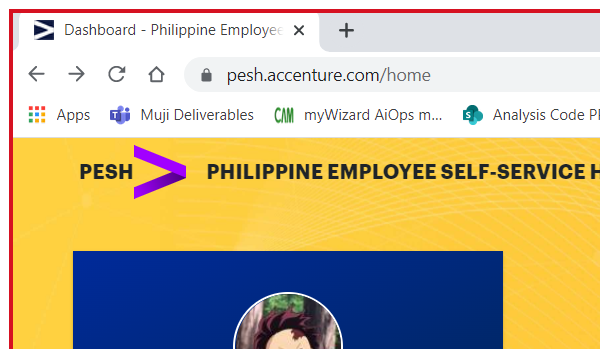 Dashboard - Philippine Employee
pesh.accenture.com/home
Apps Muji Deliverables CAM myWizard AiOps m... Analysis Code P
PESH PHILIPPINE EMPLOYEE SELF-SERVICE H